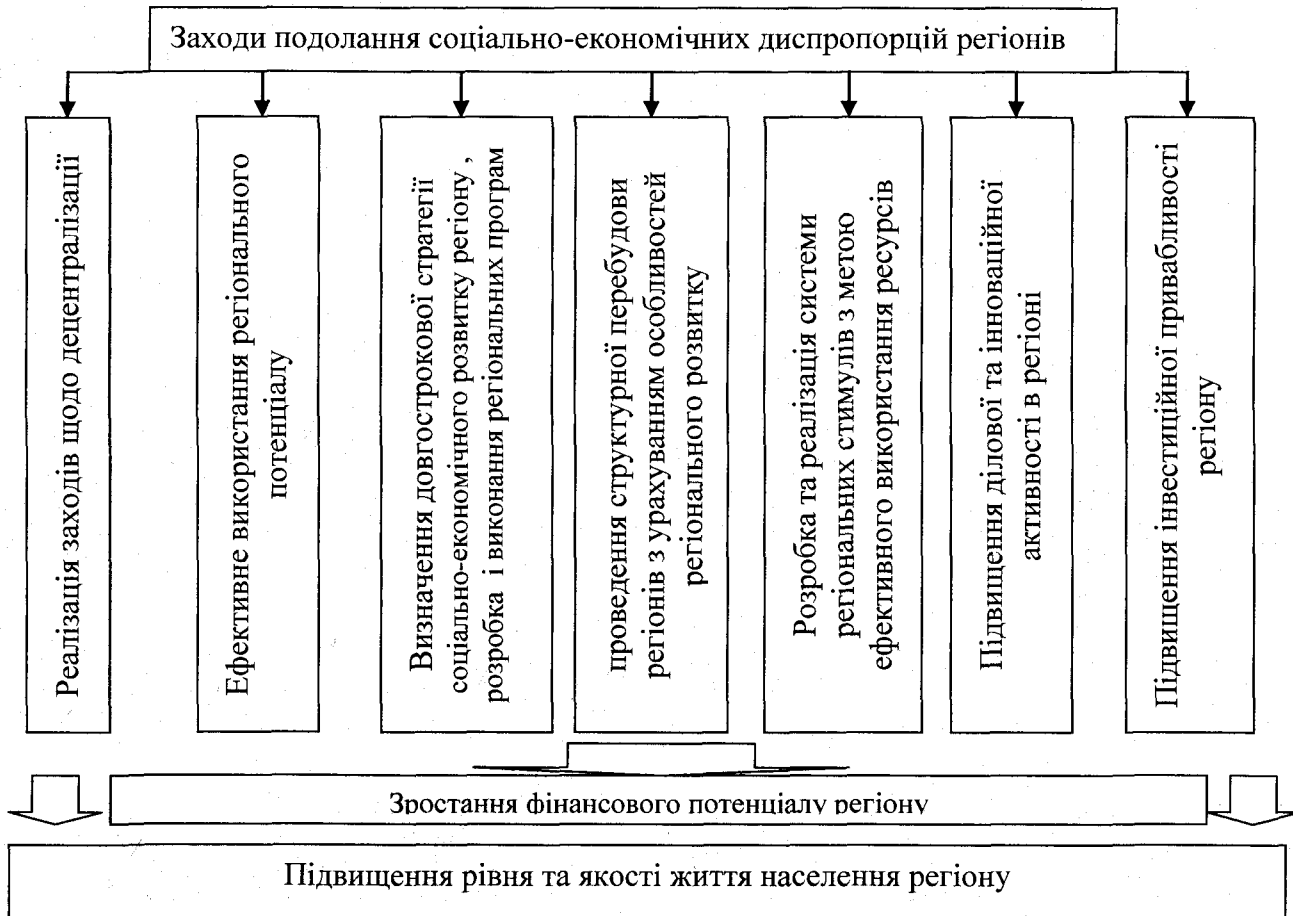 Заходи подолання соціально-економічних диспропорцій регіонів
Реалізація заходів щодо децентралізації
Ефективне використання регіонального
потенціалу
Визначення довгострокової стратегії
соціально-економічного розвитку регіону ,
розробка і виконання регіональних програм
проведення структурної перебудови
регіонів з урахуванням особливостей
регіонального розвитку
Розробка та реалізація системи
регіональних стимулів з метою
ефективного використання ресурсів
Підвищення ділової та інноваційної
активності в регіоні
Підвищення інвестиційної привабливості
регіону
Зростання фінансового потенціалу регіону
Підвищення рівня та якості життя населення регіону